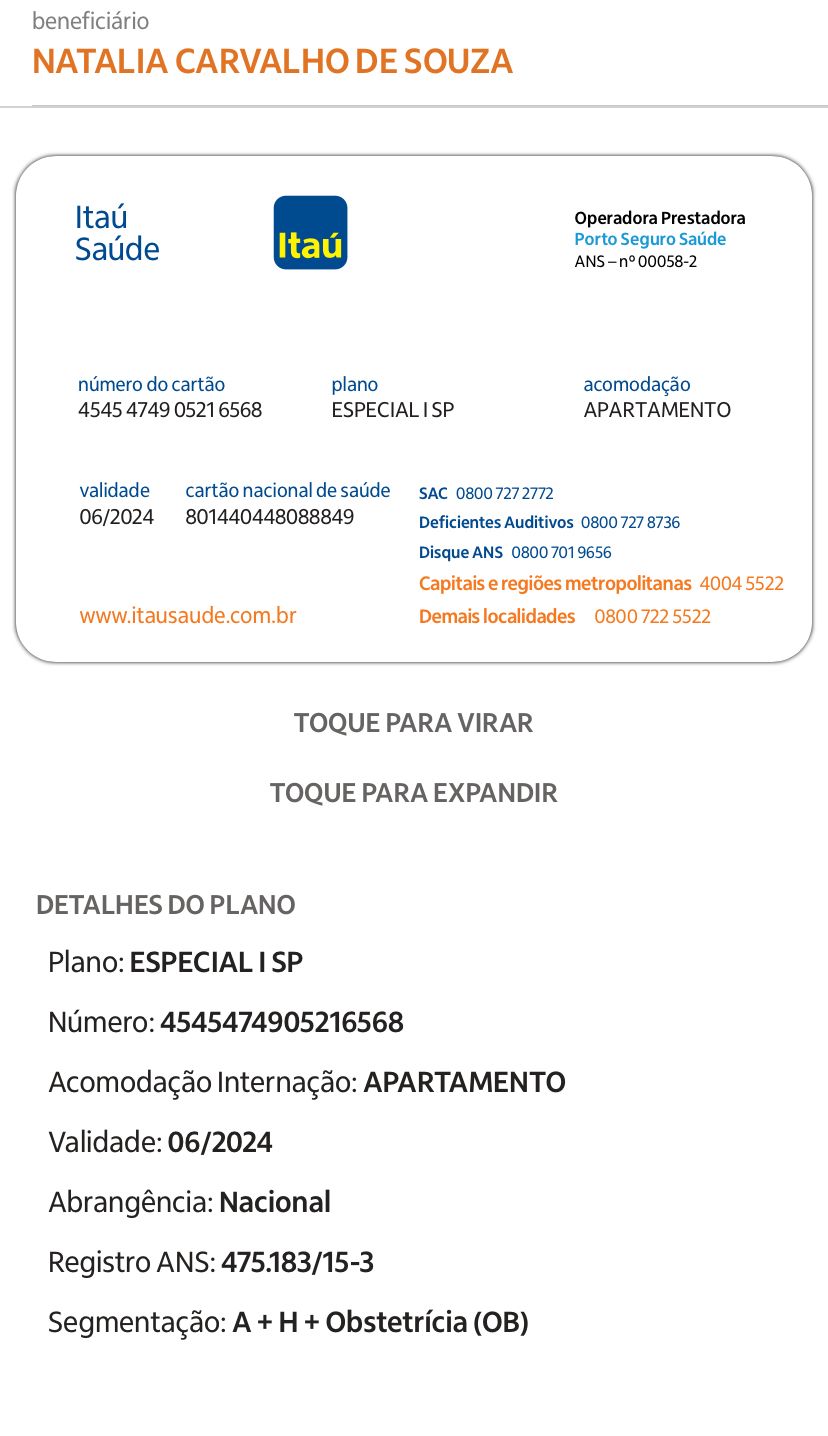 beneficiário
NATALIA CARVALHO DE SOUZA
Itaú
Saúde
Itaú
Operadora Prestadora
Porto Seguro Saúde
ANS – nº 00058-2
número do cartão plano acomodação
4545 4749 0521 6568 ESPECIAL I SP APARTAMENTO
validade cartão nacional de saúde
06/2024 801440448088849
SAC 0800 727 2772
Deficientes Auditivos 0800 727 8736
Disque ANS 0800 701 9656
Capitais e regiões metropolitanas 4004 5522
www.itausaude.com.br
Demais localidades 0800 722 5522
TOQUE PARA VIRAR
TOQUE PARA EXPANDIR
DETALHES DO PLANO
Plano: ESPECIAL I SP
Número: 4545474905216568
Acomodação Internação: APARTAMENTO
Validade: 06/2024
Abrangência: Nacional
Registro ANS: 475.183/15-3
Segmentação: A + H + Obstetrícia (OB)